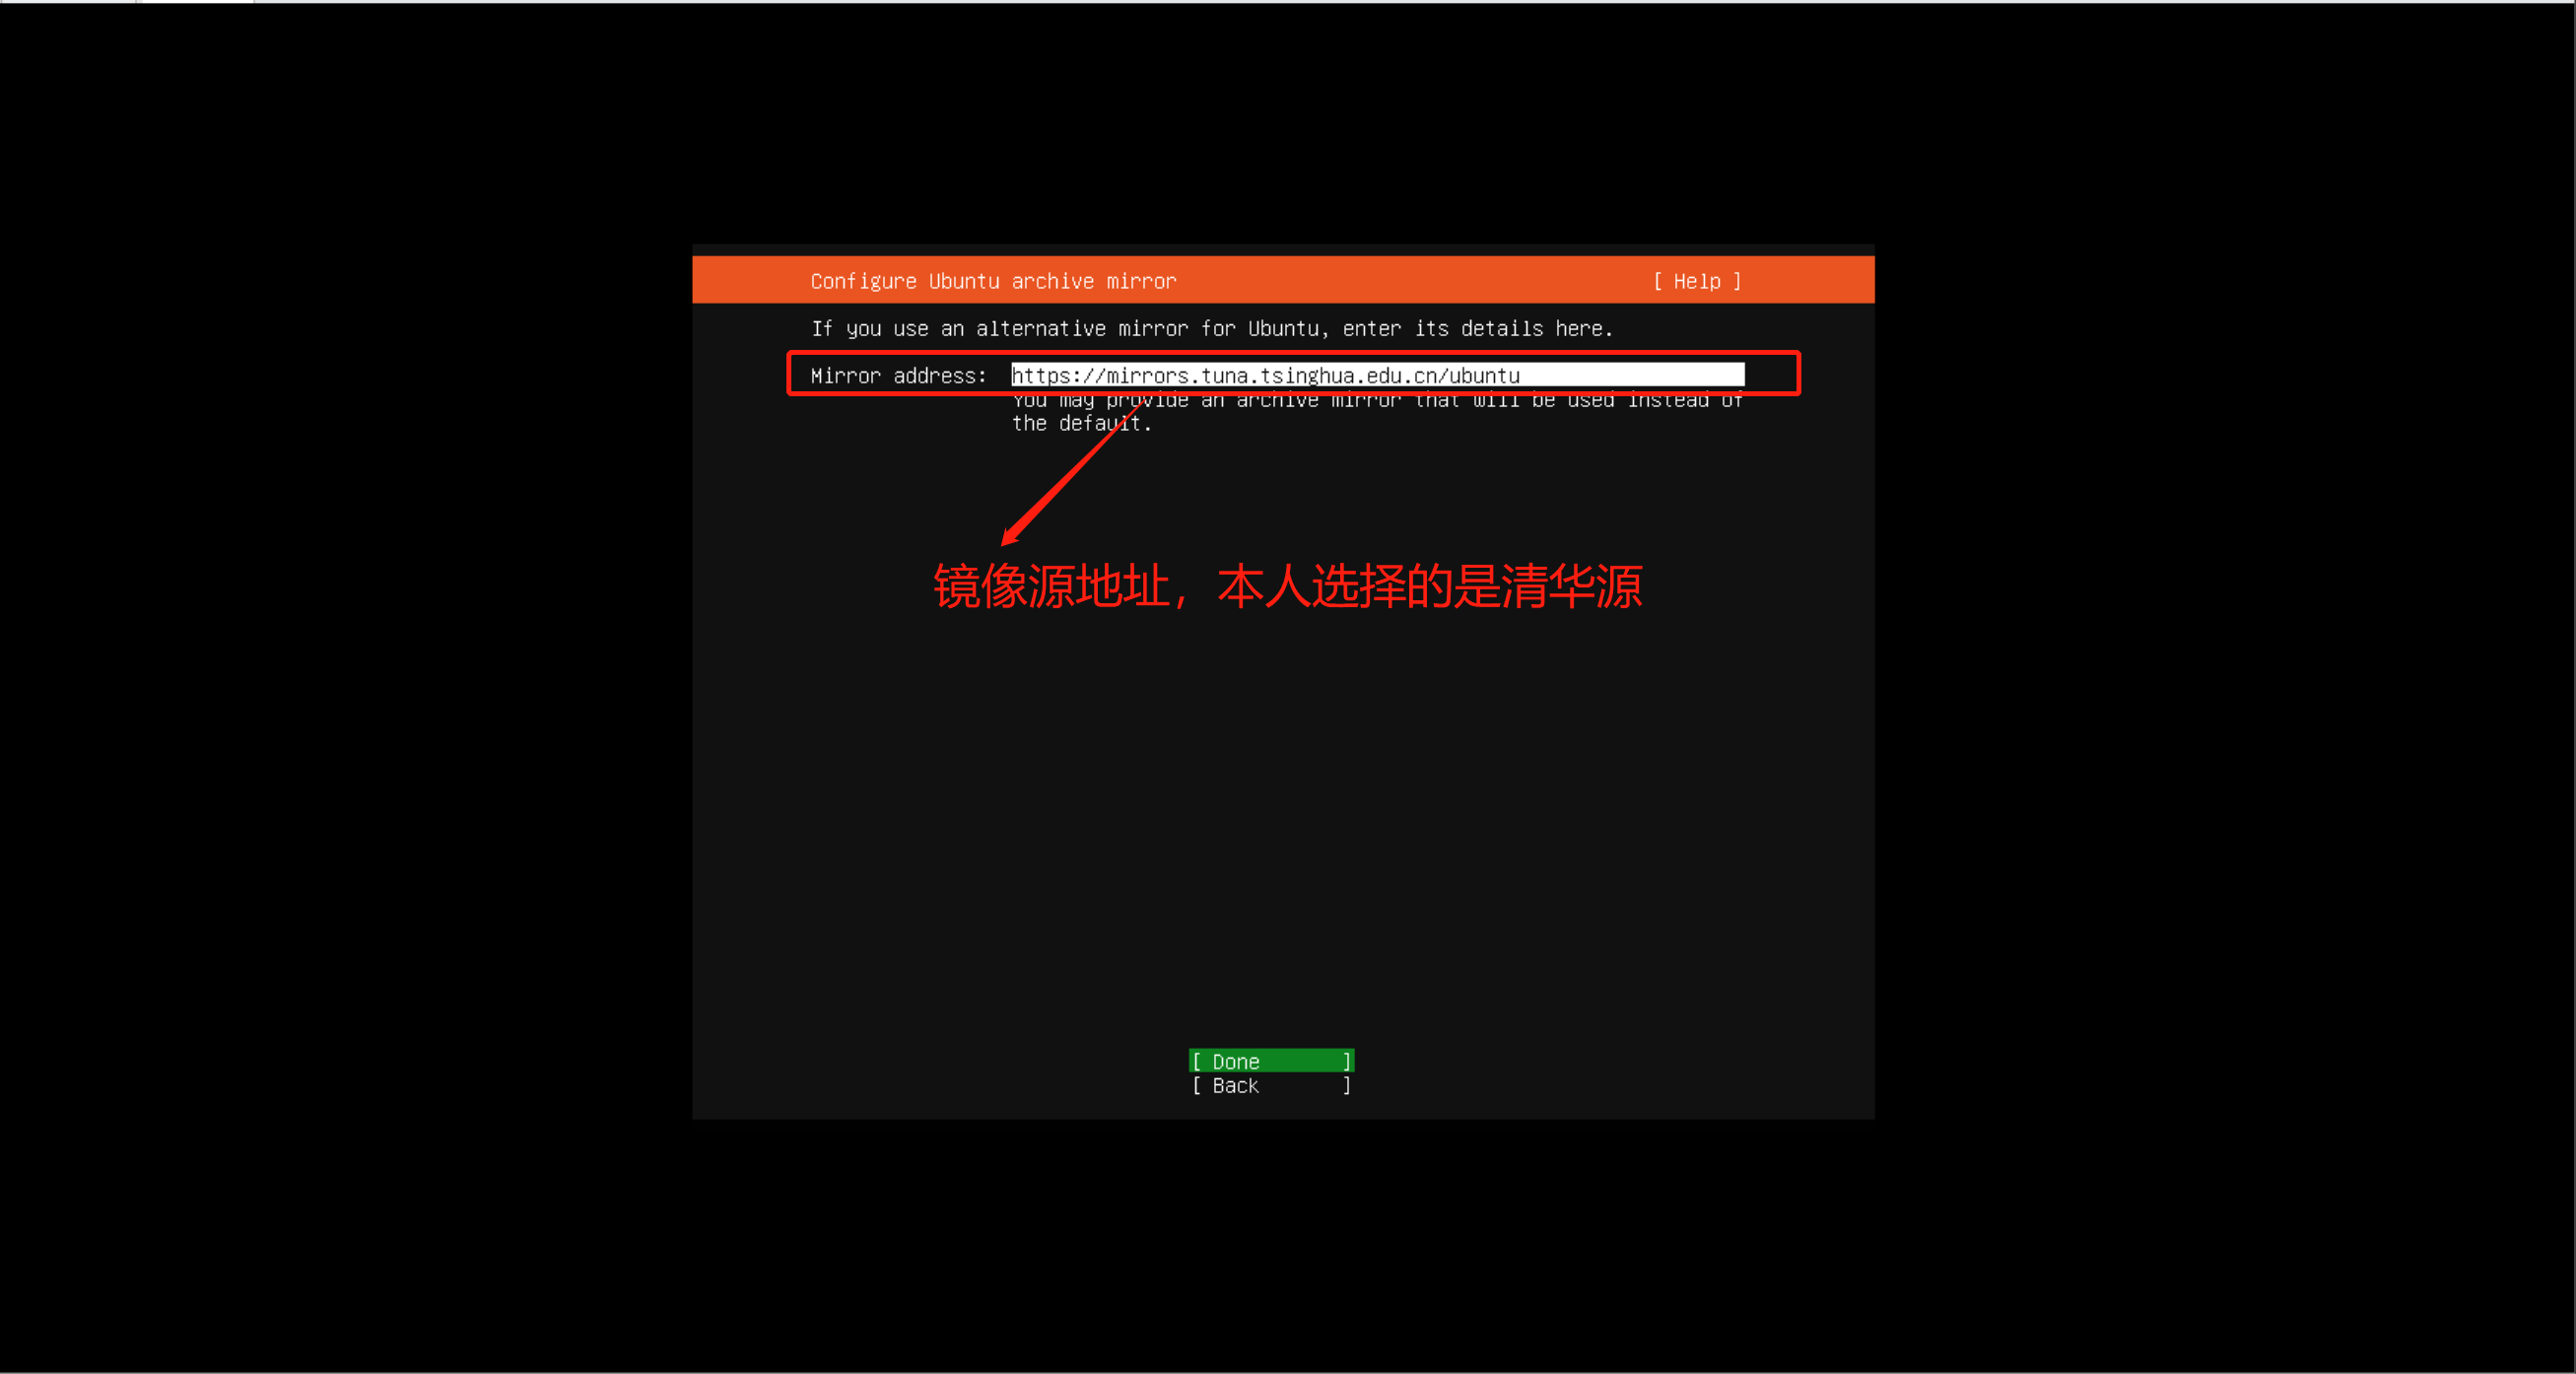 Configure Ubuntu archive mirror [ Help ]
If you use an alternative mirror for Ubuntu, enter its details here.
Mirror address: https://mirrors.tuna.tsinghua.edu.cn/ubuntu
You may provide an archive mirror that will be used instead of
the default.
镜像源地址，本人选择的是清华源
[ Done ]
[ Back ]